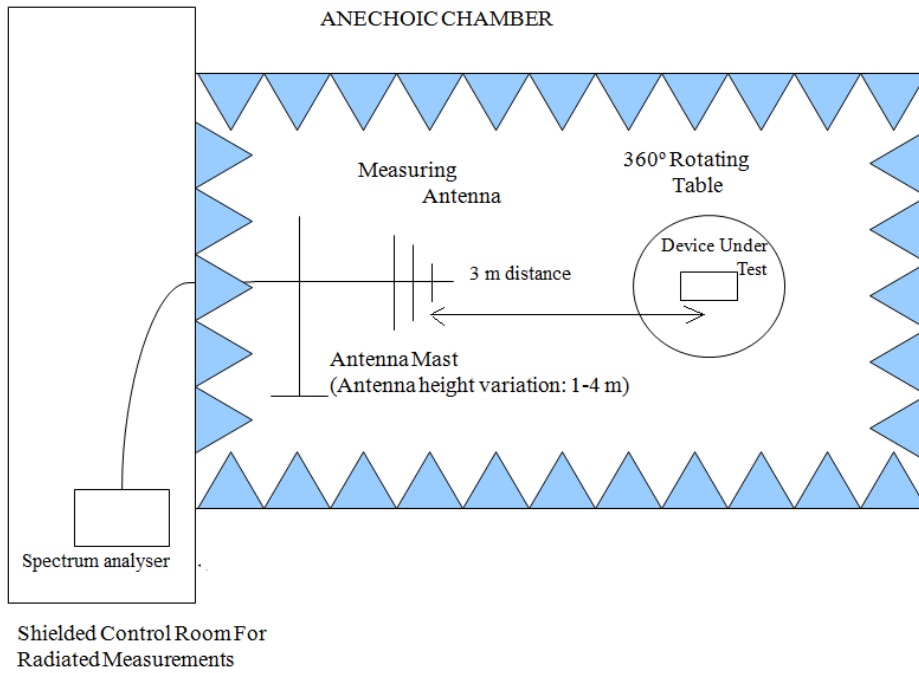 ANECHOIC CHAMBER
Measuring
Antenna
360º Rotating
Table
Device Under
Test
3 m distance
Antenna Mast
(Antenna height variation: 1-4 m)
Spectrum analyser
Shielded Control Room For
Radiated Measurements